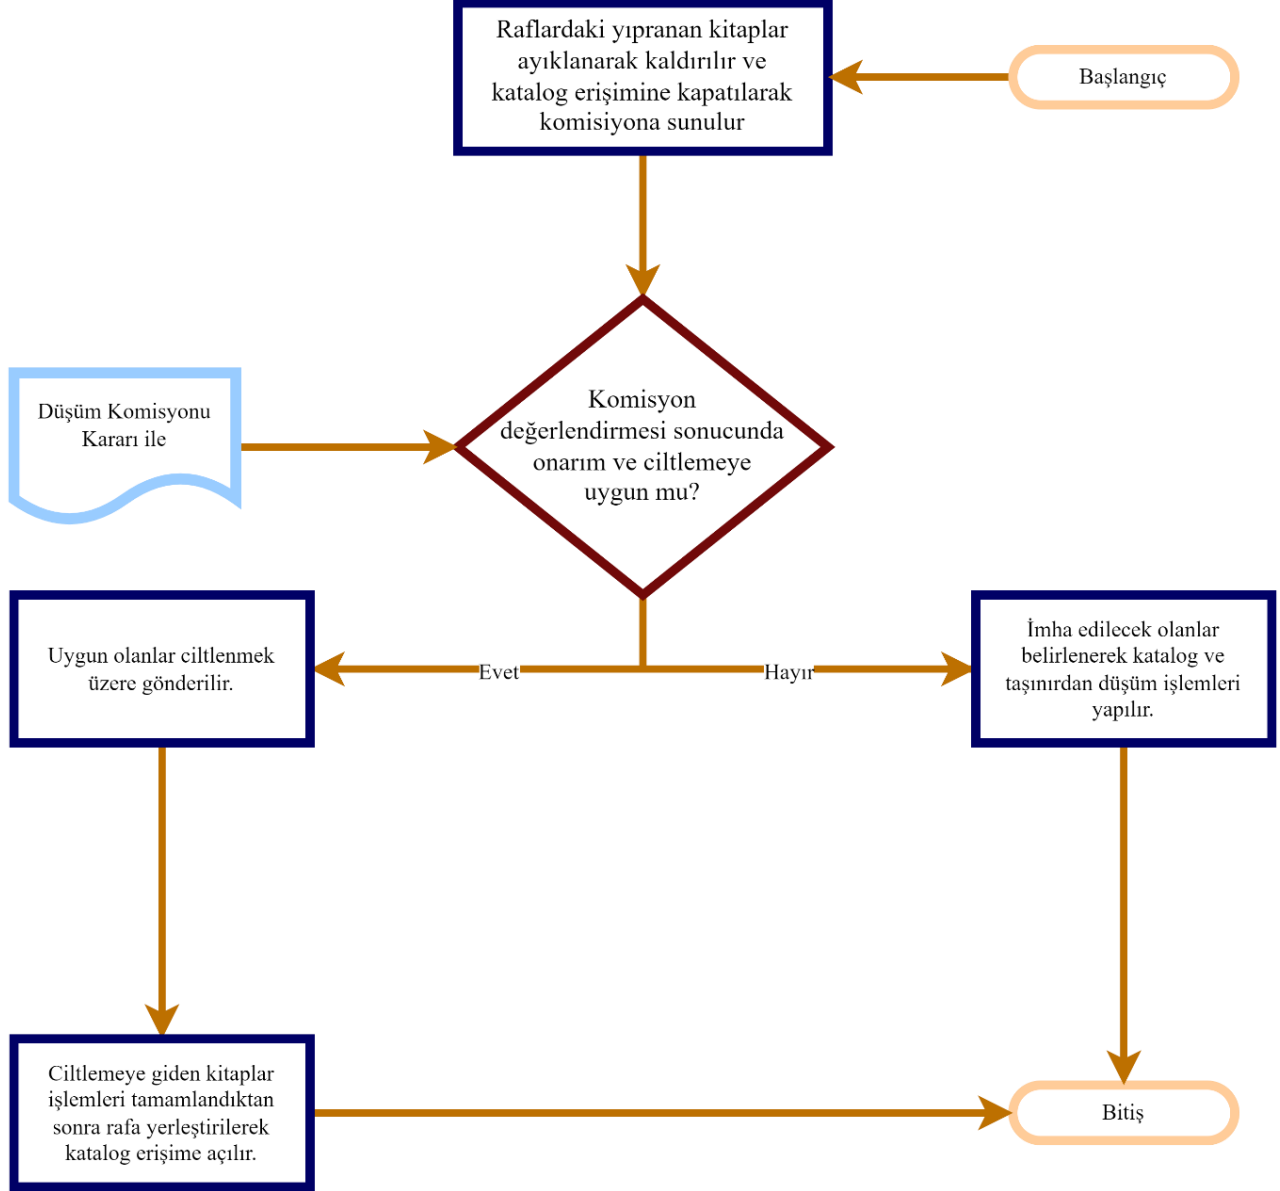 Raflardaki yıpranan kitaplar
ayıklanarak kaldırılır ve
katalog erişimine kapatılarak
komisiyona sunulur
Başlangıç
Düşüm Komisyonu
Kararı ile
Komisyon
değerlendirmesi sonucunda
onarım ve ciltlemeye
uygun mu?
Evet
Hayır
Uygun olanlar ciltlenmek
üzere gönderilir.
İmha edilecek olanlar
belirlenerek katalog ve
taşınırdan düşüm işlemleri
yapılır.
Ciltlemeye giden kitaplar
işlemleri tamamlandıktan
sonra rafa yerleştirilerek
katalog erişime açılır.
Bitiş